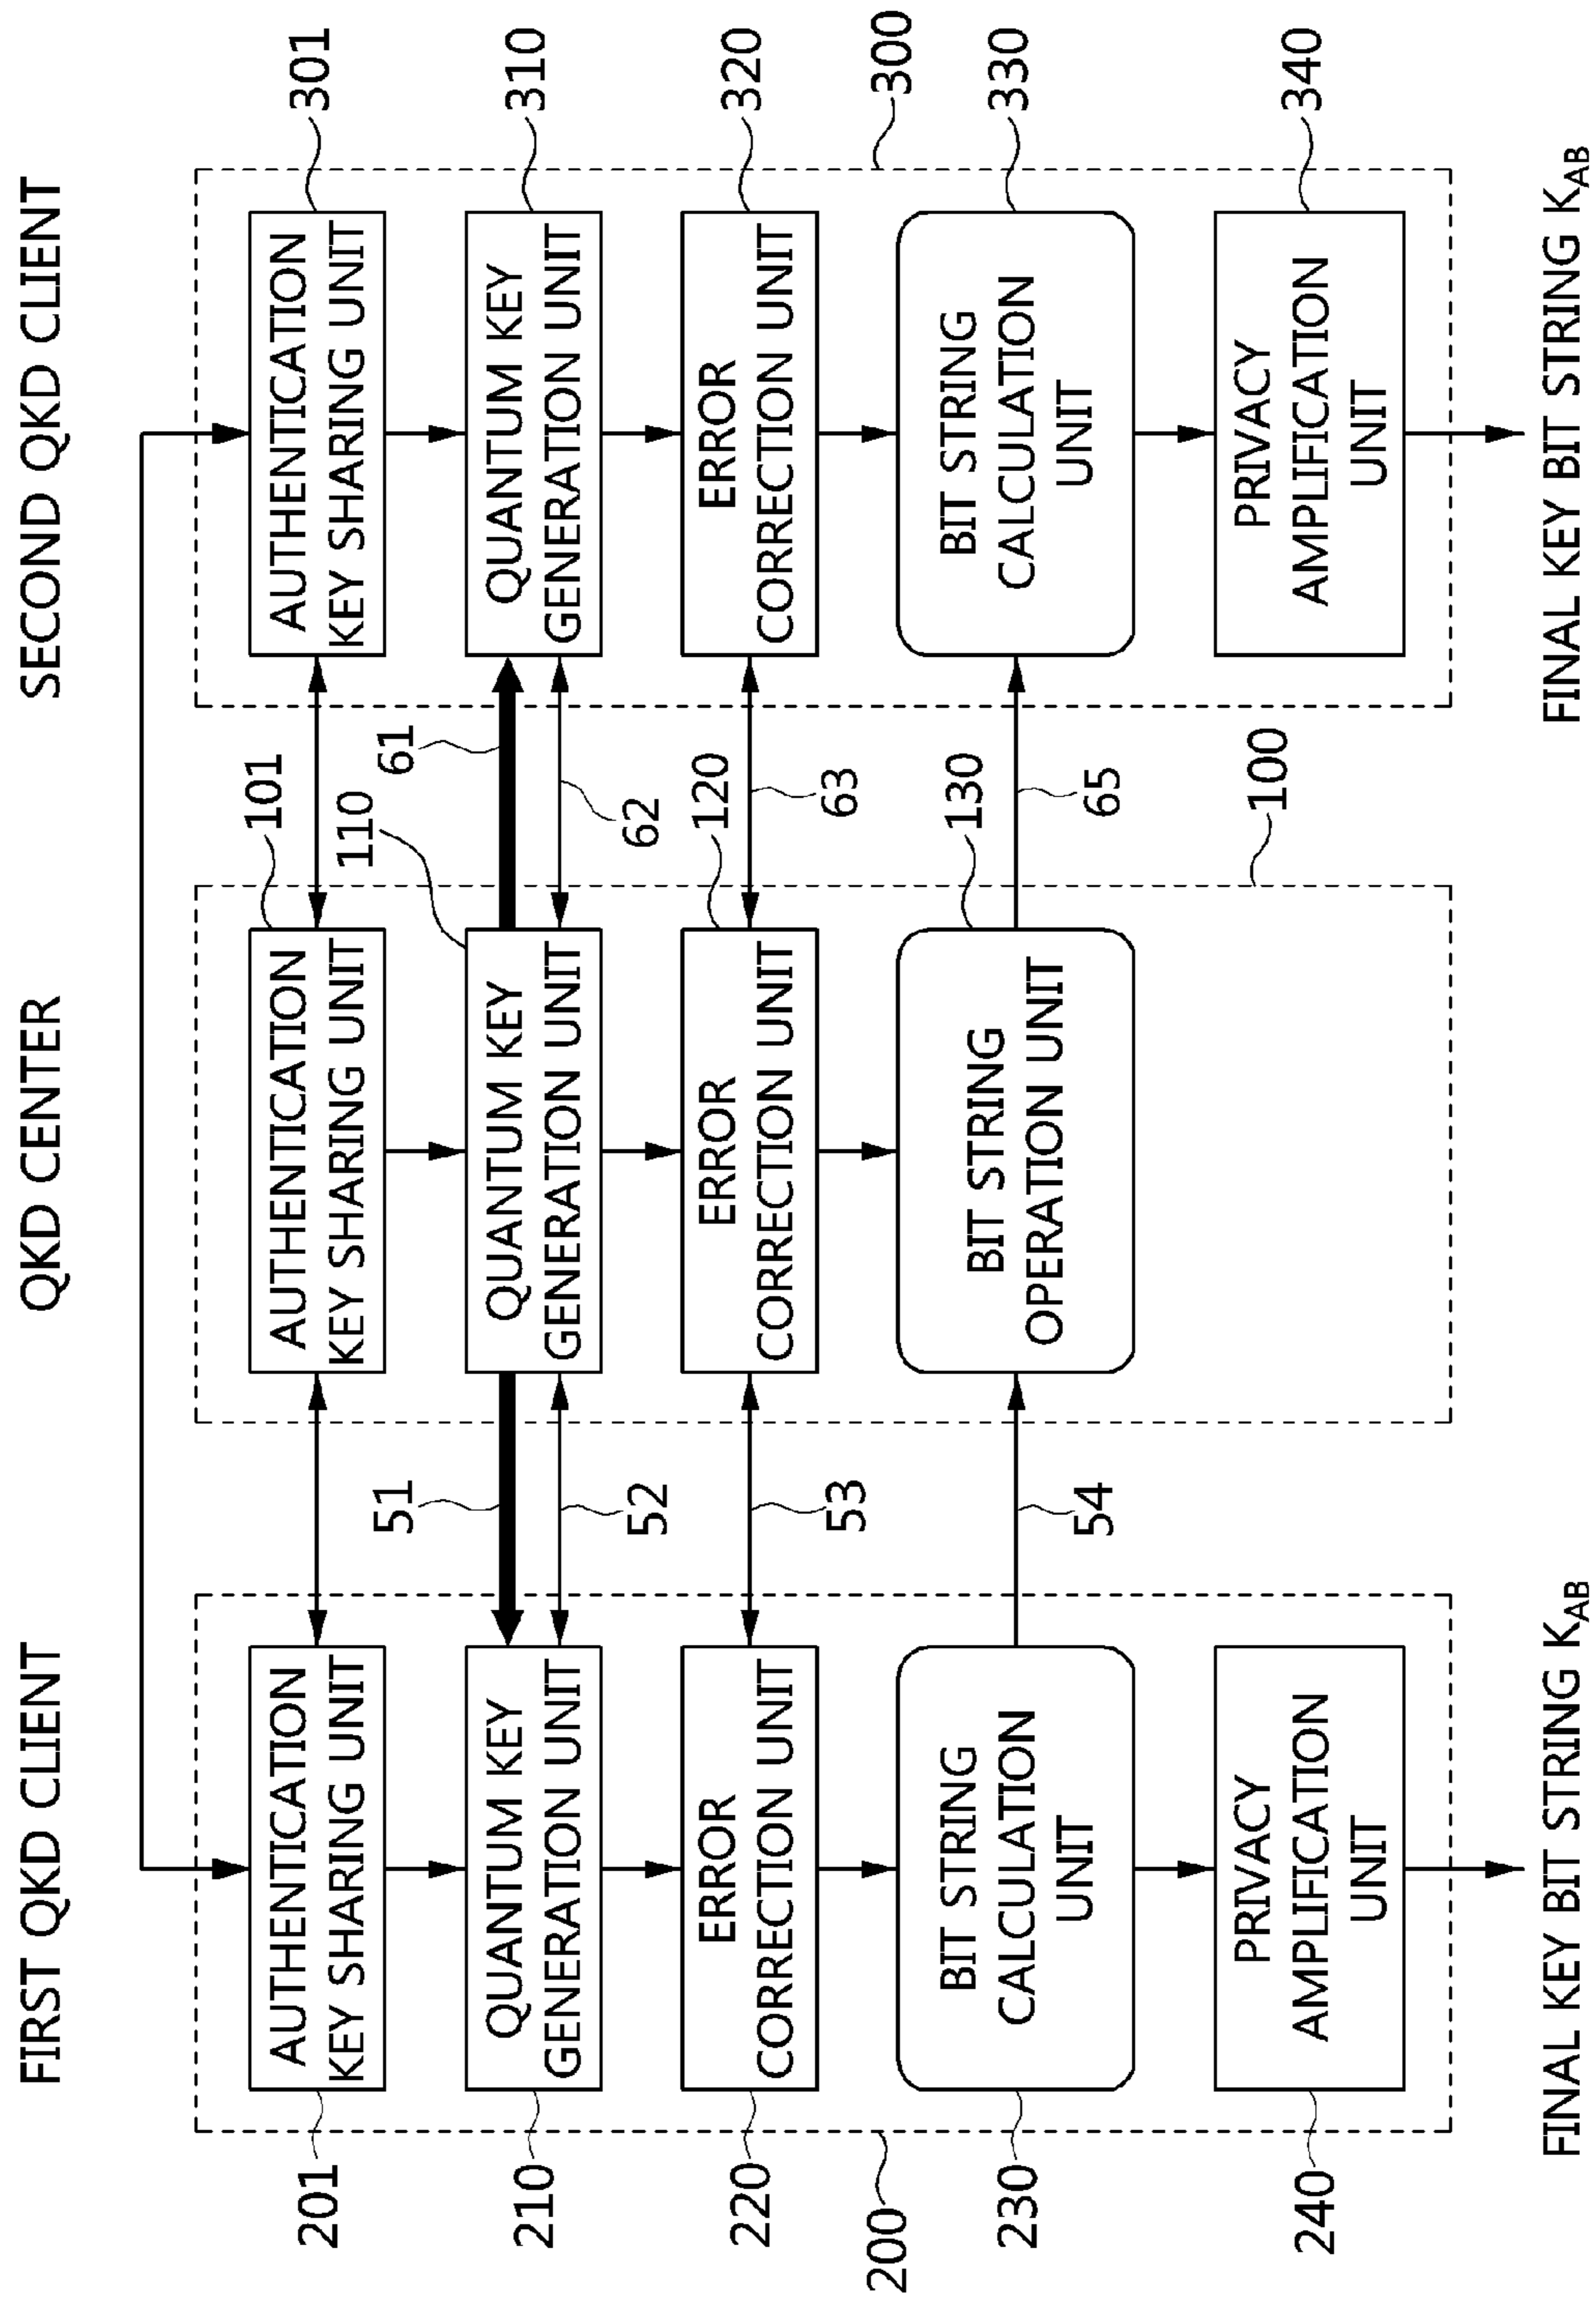 FIRST QKD CLIENT
QKD CENTER
SECOND QKD CLIENT
201
AUTHENTICATION
KEY SHARING UNIT
101
AUTHENTICATION
KEY SHARING UNIT
301
AUTHENTICATION
KEY SHARING UNIT
51
110
61
210
QUANTUM KEY
GENERATION UNIT
QUANTUM KEY
GENERATION UNIT
310
QUANTUM KEY
GENERATION UNIT
52
62
220
ERROR
CORRECTION UNIT
120
ERROR
CORRECTION UNIT
320
ERROR
CORRECTION UNIT
53
63
200
300
230
BIT STRING
CALCULATION
UNIT
130
BIT STRING
OPERATION UNIT
330
BIT STRING
CALCULATION
UNIT
54
65
240
PRIVACY
AMPLIFICATION
UNIT
100
340
PRIVACY
AMPLIFICATION
UNIT
FINAL KEY BIT STRING KAB
FINAL KEY BIT STRING KAB